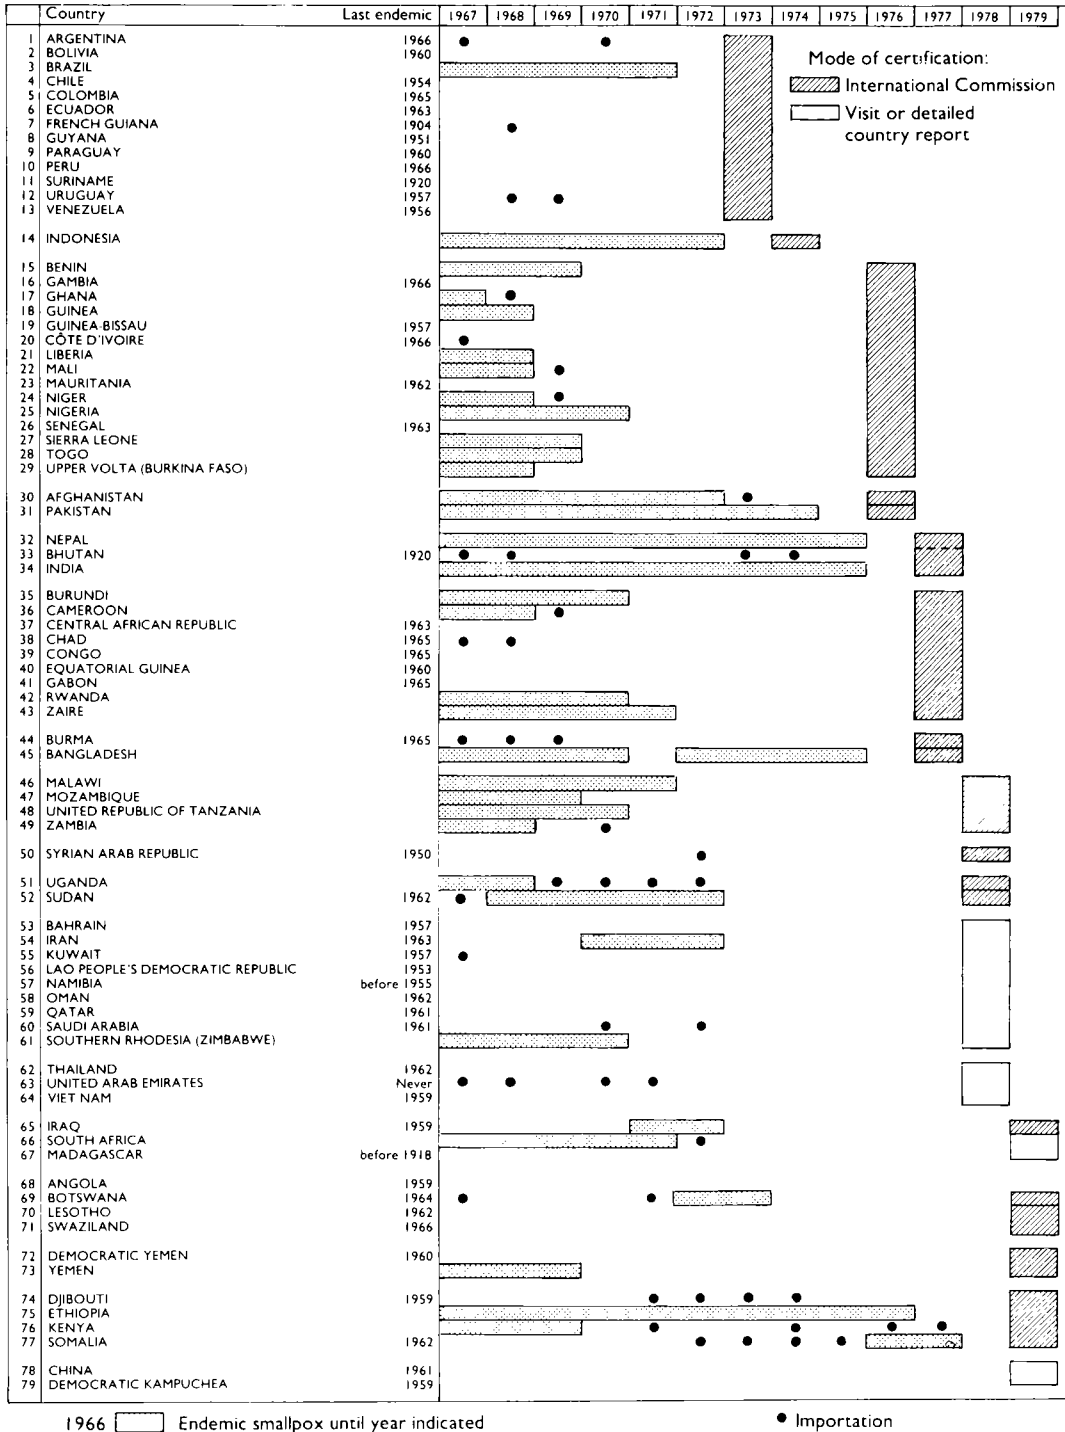 Country Last endemic 1967 1968 1969 1970 1971 1972 1973 1974 1975 1976 1977 1978 1979
Mode of certification:
International Commission
Visit or detailed
country report
1 ARGENTINA 1966
2 BOLIVIA 1960
3 BRAZIL
4 CHILE 1954
5 COLOMBIA 1965
6 ECUADOR 1963
7 FRENCH GUIANA 1904
8 GUYANA 1951
9 PARAGUAY 1960
10 PERU 1966
11 SURINAME 1920
12 URUGUAY 1957
13 VENEZUELA 1956
14 INDONESIA
15 BENIN
16 GAMBIA 1966
17 GHANA
18 GUINEA
19 GUINEA-BISSAU 1957
20 CÔTE D'IVOIRE 1966
21 LIBERIA
22 MALI
23 MAURITANIA 1962
24 NIGER
25 NIGERIA
26 SENEGAL 1963
27 SIERRA LEONE
28 TOGO
29 UPPER VOLTA (BURKINA FASO)
30 AFGHANISTAN
31 PAKISTAN
32 NEPAL
33 BHUTAN 1920
34 INDIA
35 BURUNDI
36 CAMEROON
37 CENTRAL AFRICAN REPUBLIC 1963
38 CHAD 1965
39 CONGO 1965
40 EQUATORIAL GUINEA 1960
41 GABON 1965
42 RWANDA
43 ZAIRE
44 BURMA 1965
45 BANGLADESH
46 MALAWI
47 MOZAMBIQUE
48 UNITED REPUBLIC OF TANZANIA
49 ZAMBIA
50 SYRIAN ARAB REPUBLIC 1950
51 UGANDA
52 SUDAN 1962
53 BAHRAIN 1957
54 IRAN 1963
55 KUWAIT 1957
56 LAO PEOPLE'S DEMOCRATIC REPUBLIC 1953
57 NAMIBIA before 1955
58 OMAN 1962
59 QATAR 1961
60 SAUDI ARABIA 1961
61 SOUTHERN RHODESIA (ZIMBABWE)
62 THAILAND 1962
63 UNITED ARAB EMIRATES Never
64 VIET NAM 1959
65 IRAQ 1959
66 SOUTH AFRICA
67 MADAGASCAR before 1918
68 ANGOLA 1959
69 BOTSWANA 1964
70 LESOTHO 1962
71 SWAZILAND 1966
72 DEMOCRATIC YEMEN 1960
73 YEMEN
74 DJIBOUTI 1959
75 ETHIOPIA
76 KENYA
77 SOMALIA 1962
78 CHINA 1961
79 DEMOCRATIC KAMPUCHEA 1959
1966 Endemic smallpox until year indicated Importation